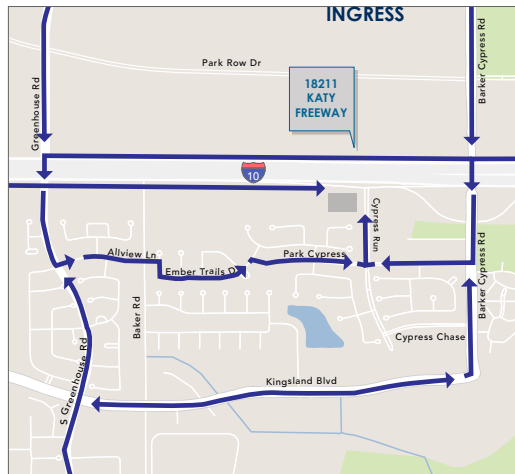 INGRESS
Park Row Dr
Greenhouse Rd
Barker Cypress Rd
18211
KATY
FREEWAY
10
Cypress Run
Allview Ln
Park Cypress
Ember Trails D
Baker Rd
Barker Cypress Rd
Cypress Chase
S Greenhouse Rd
Kingsland Blvd